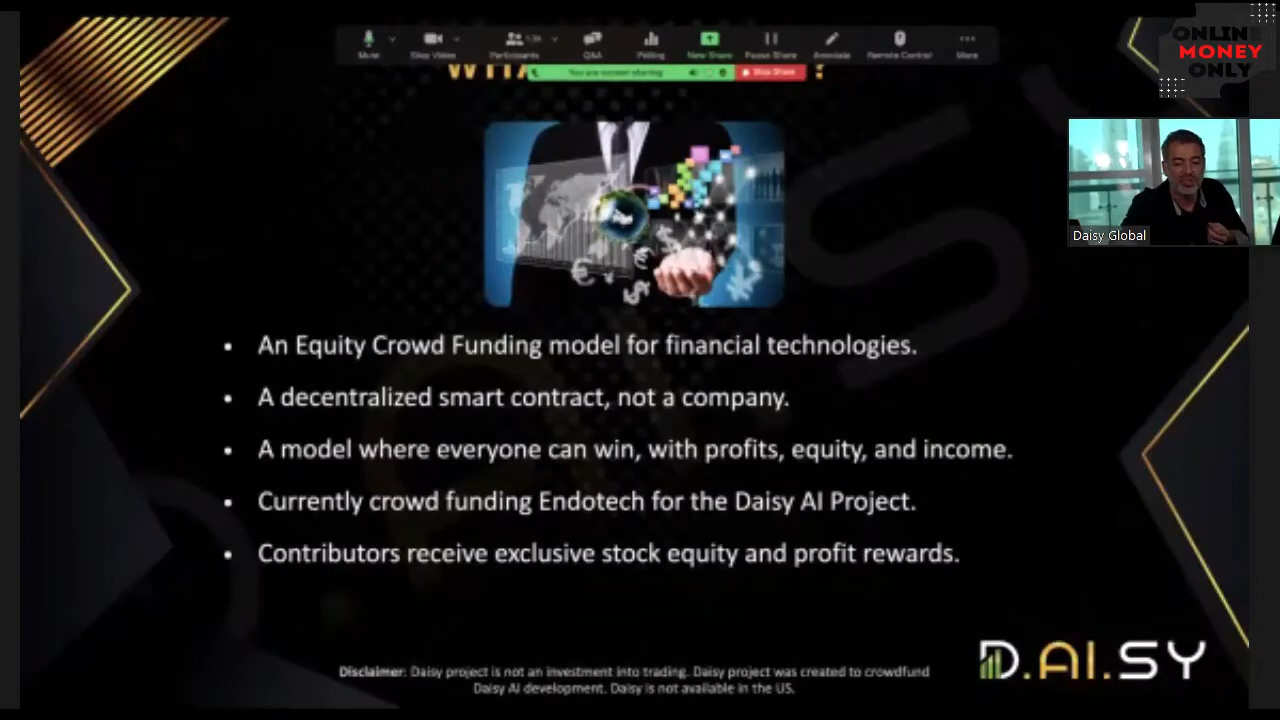 Mute
Stop Video
Participants
Q&A
Polling
New Share
Pause Share
Annotate
Remote Control
More
You are screen sharing
Stop Share
ONLINE
MONEY
ONLY
Daisy Global
• An Equity Crowd Funding model for financial technologies.
• A decentralized smart contract, not a company.
• A model where everyone can win, with profits, equity, and income.
• Currently crowd funding Endotech for the Daisy AI Project.
• Contributors receive exclusive stock equity and profit rewards.
D.AI.SY
Disclaimer: Daisy project is not an investment into trading. Daisy project was created to crowdfund
Daisy AI development. Daisy is not available in the US.